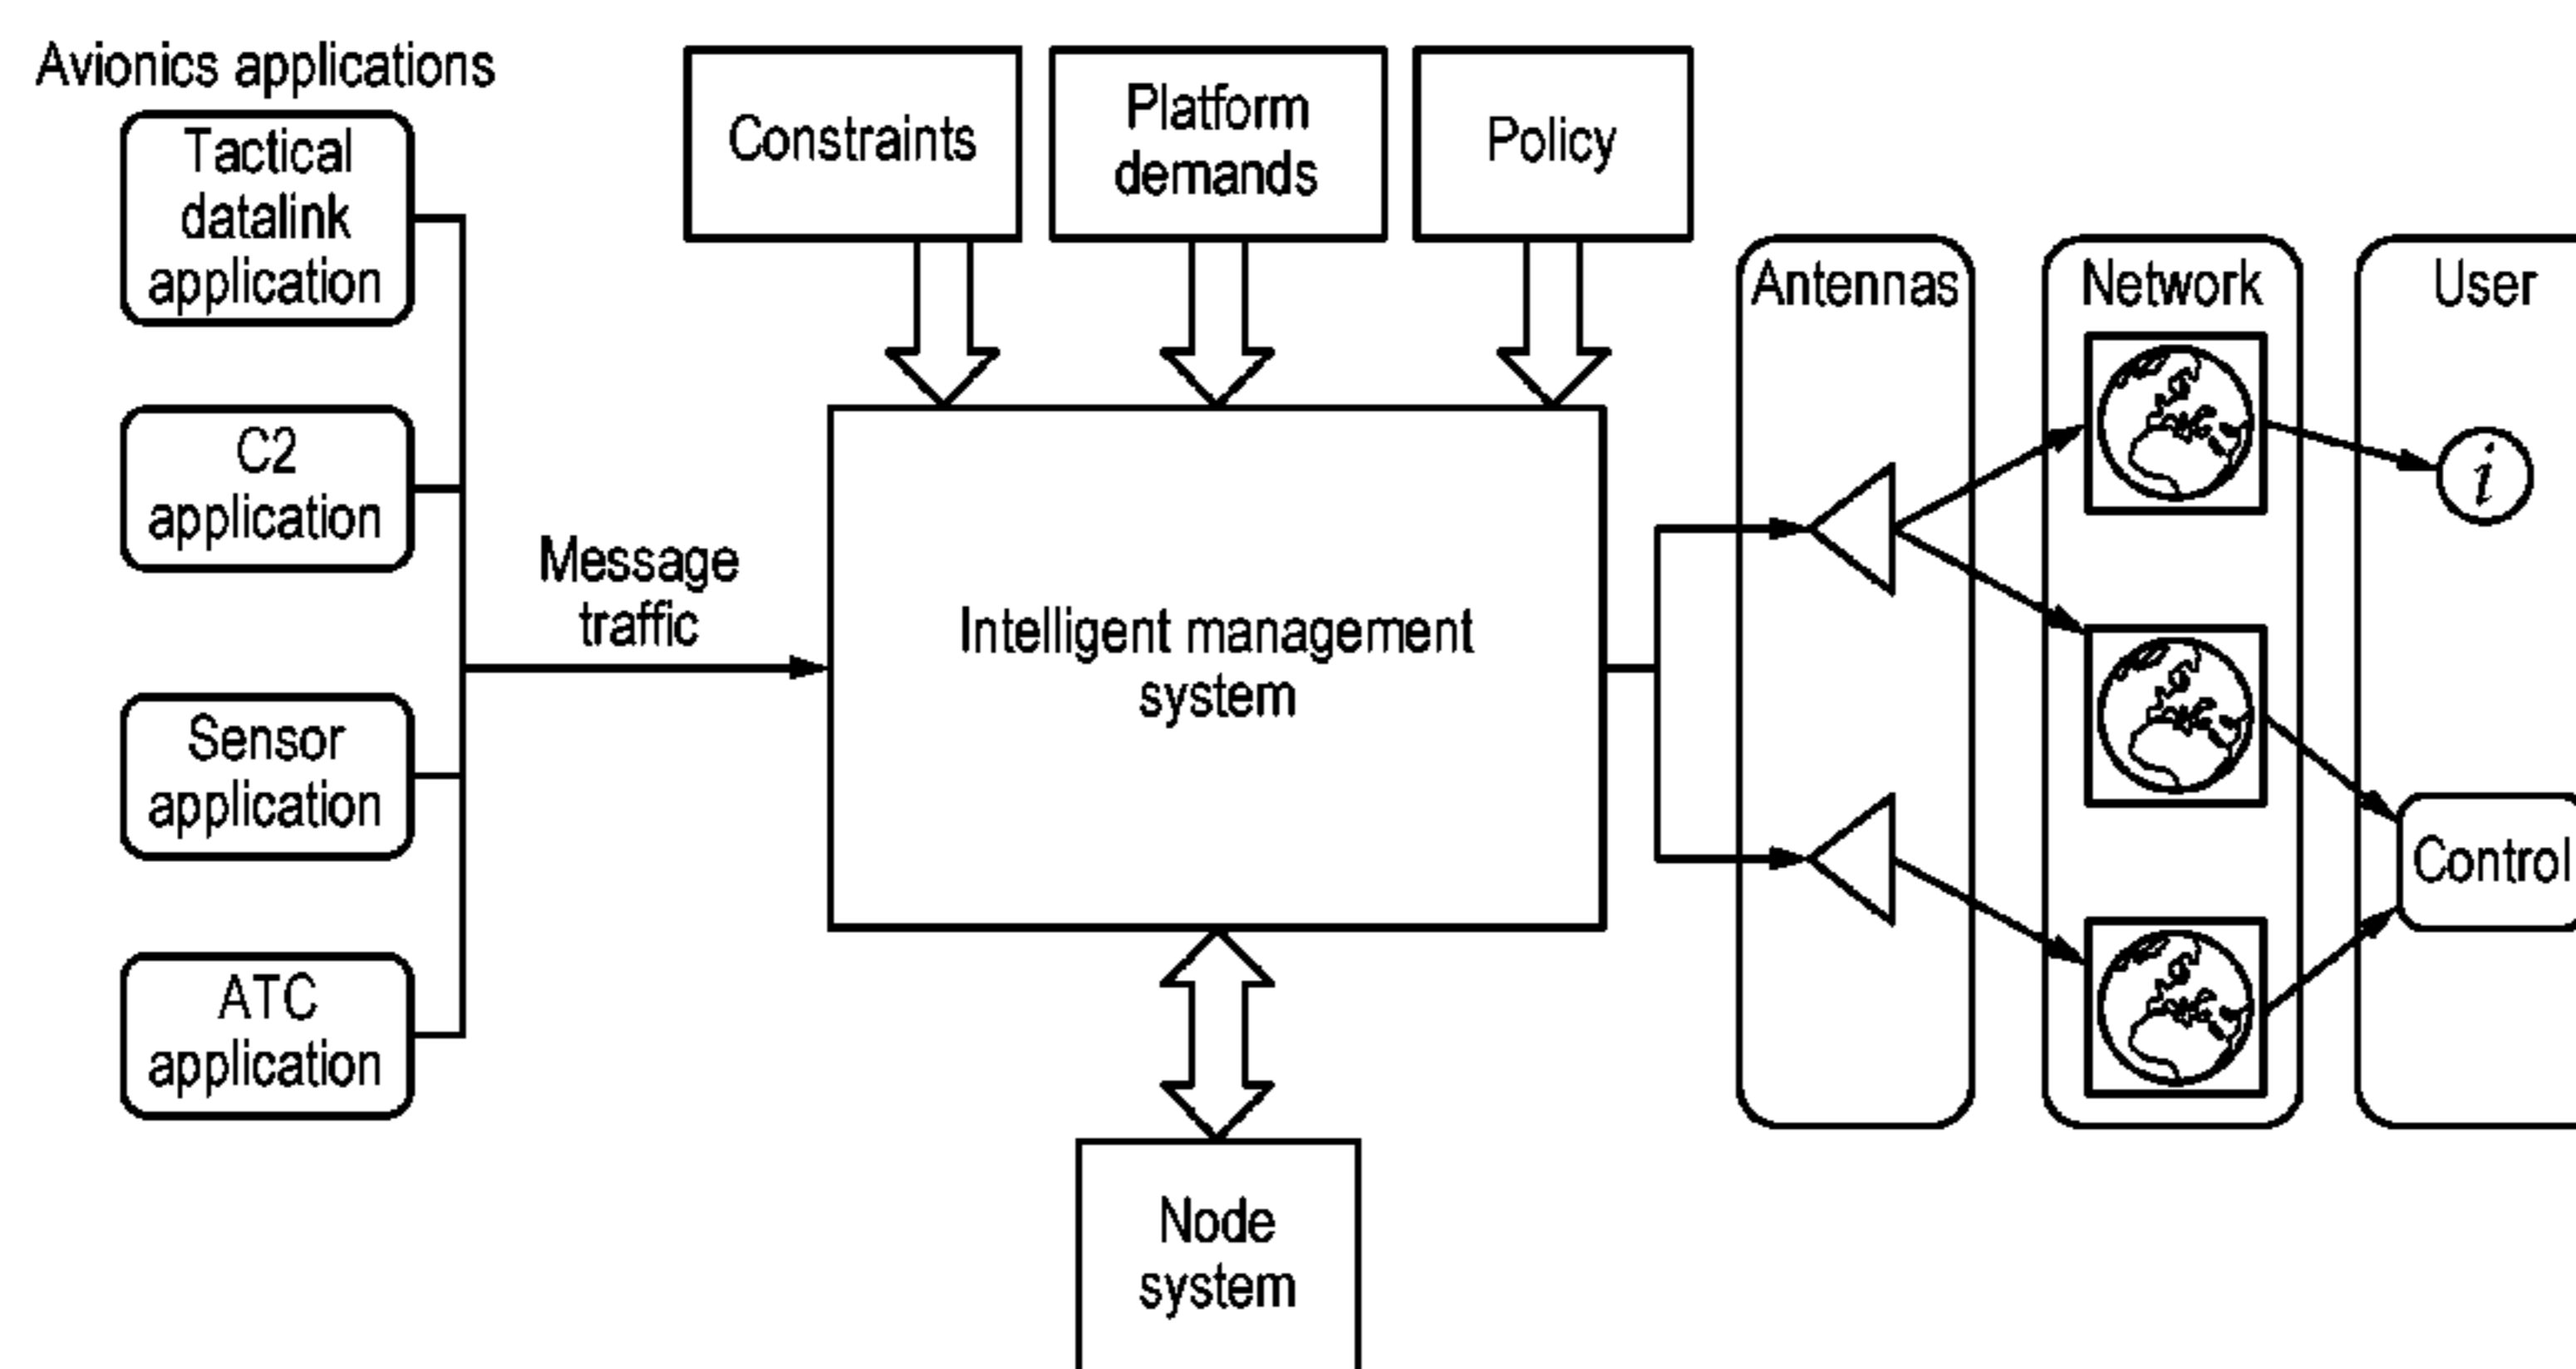 Avionics applications
Tactical
datalink
application
C2
application
Sensor
application
ATC
application
Message
traffic
Constraints
Platform
demands
Policy
Intelligent management
system
Node
system
Antennas
Network
User
i
Control